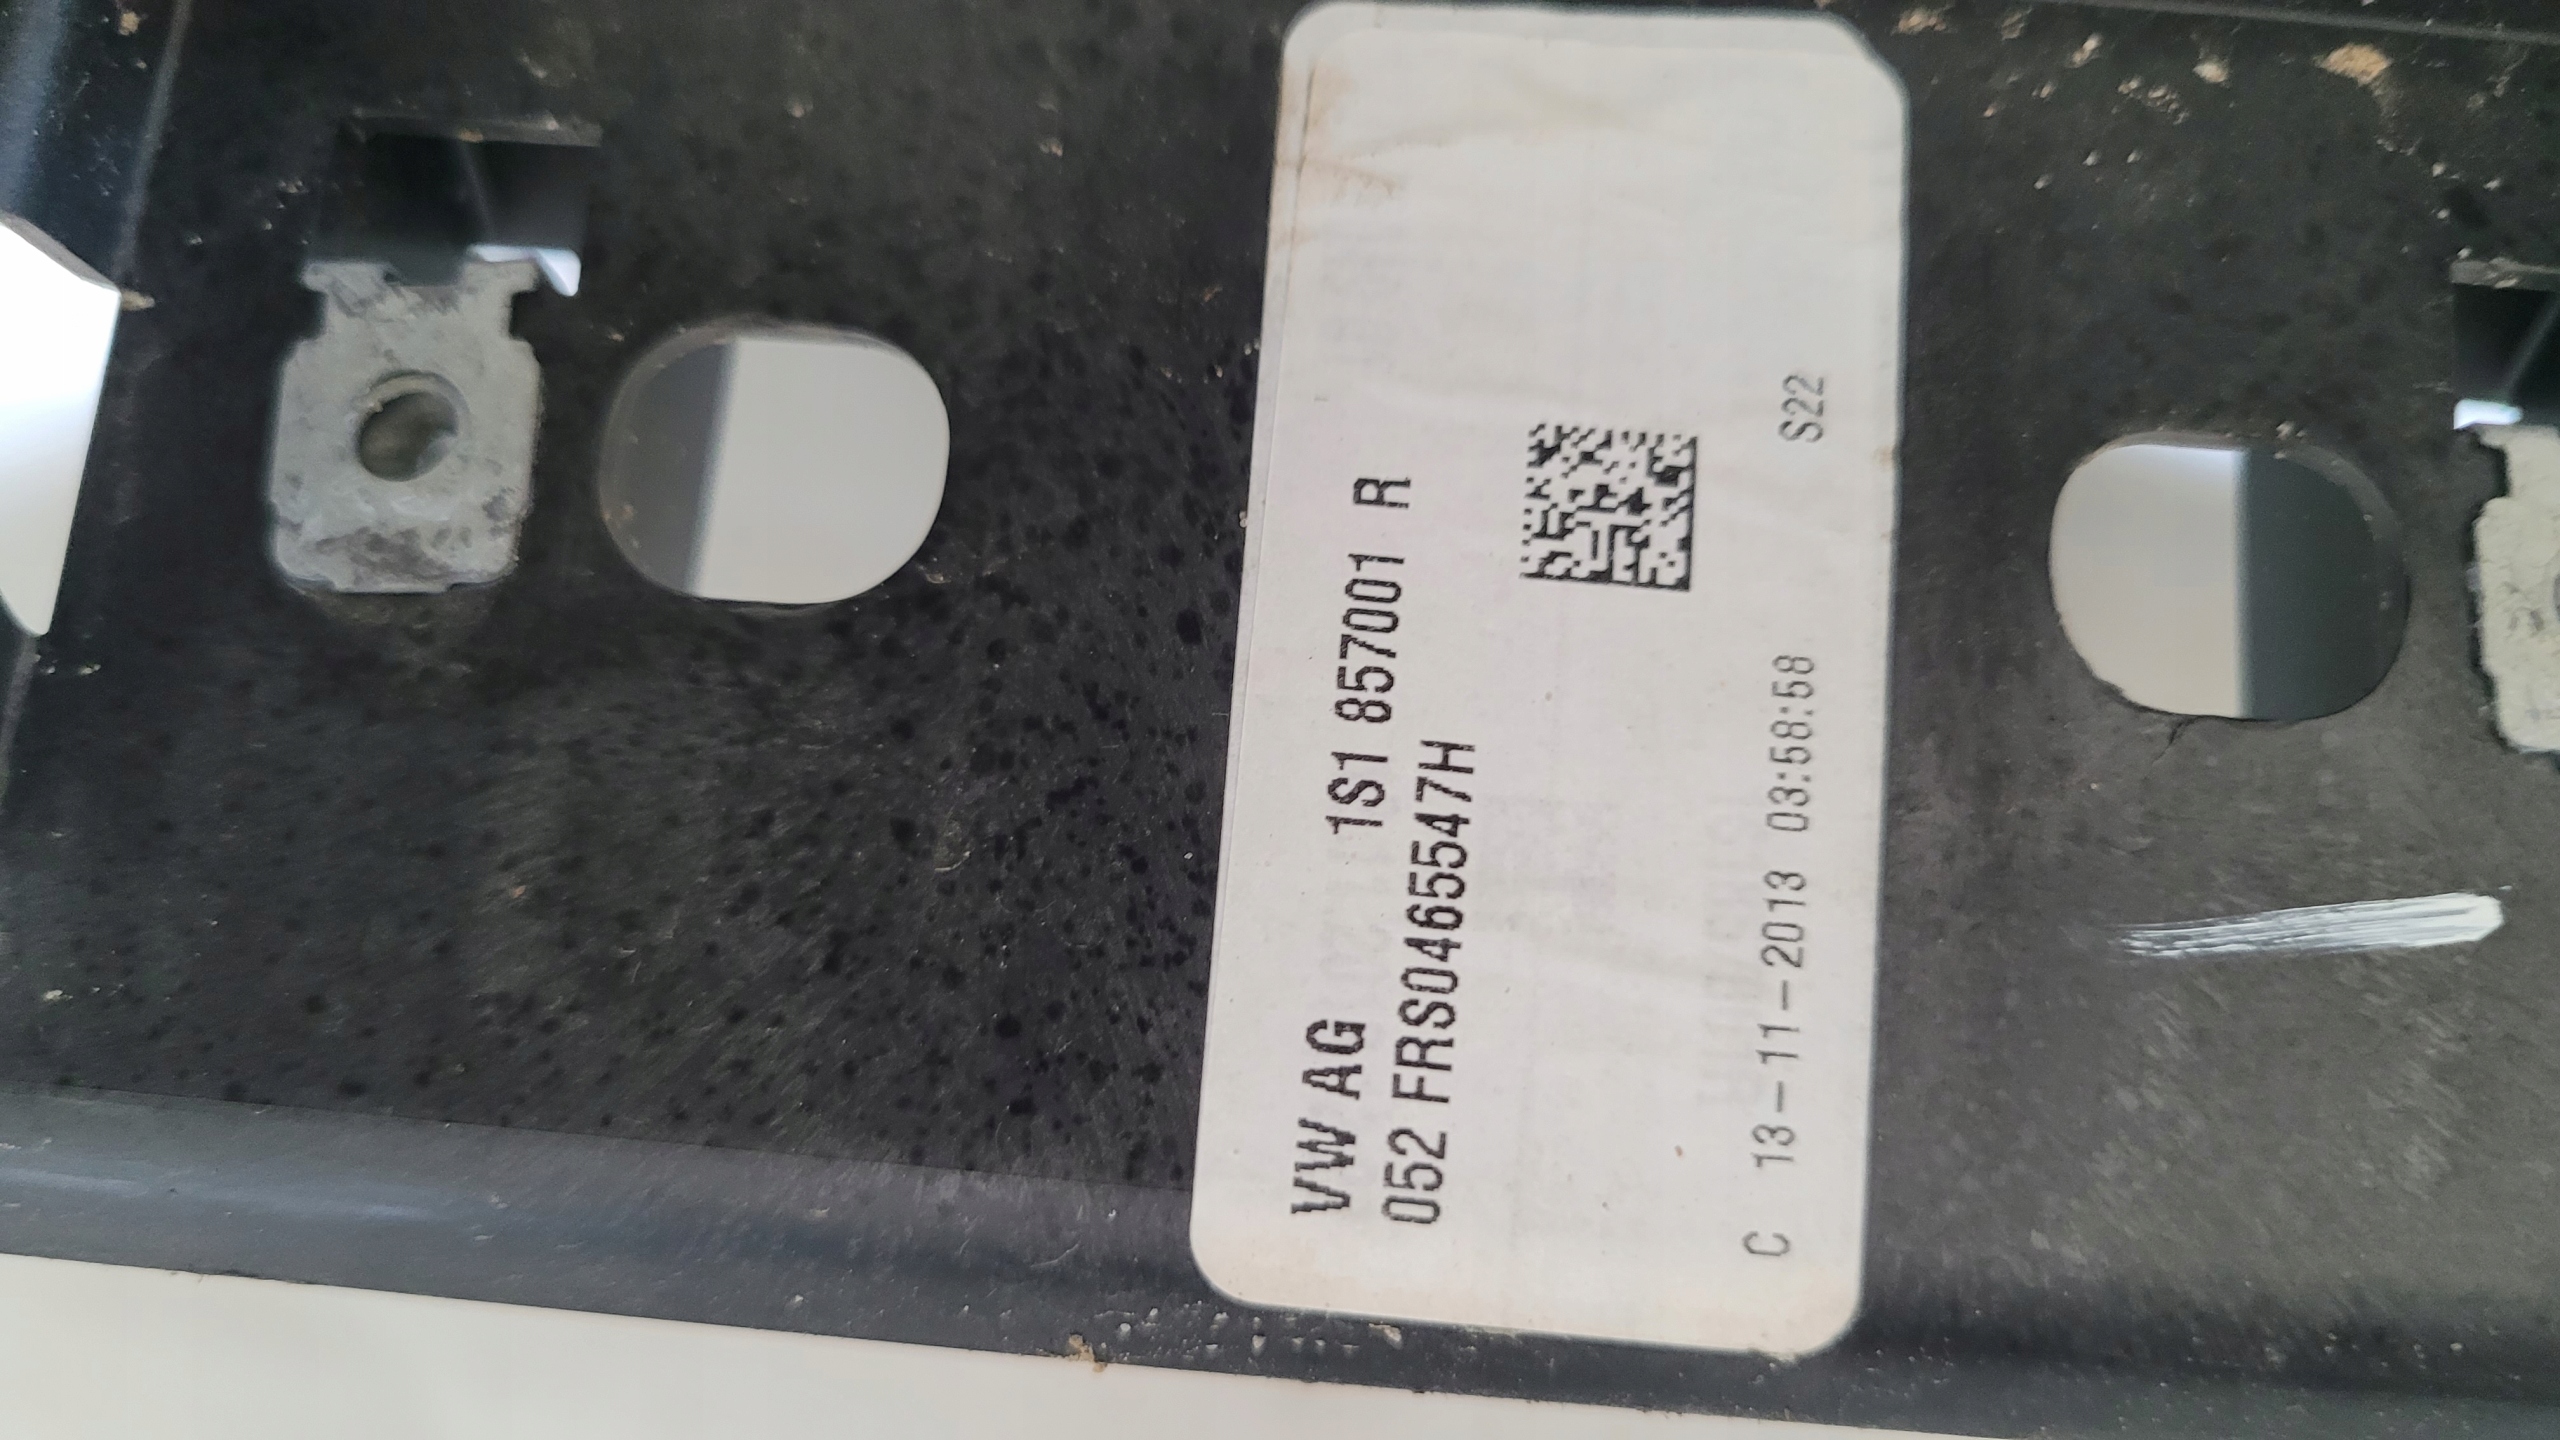 VW AG 1S1 857001 R
052 FRS0465547H
C 13-11-2013 03:58:58 S22